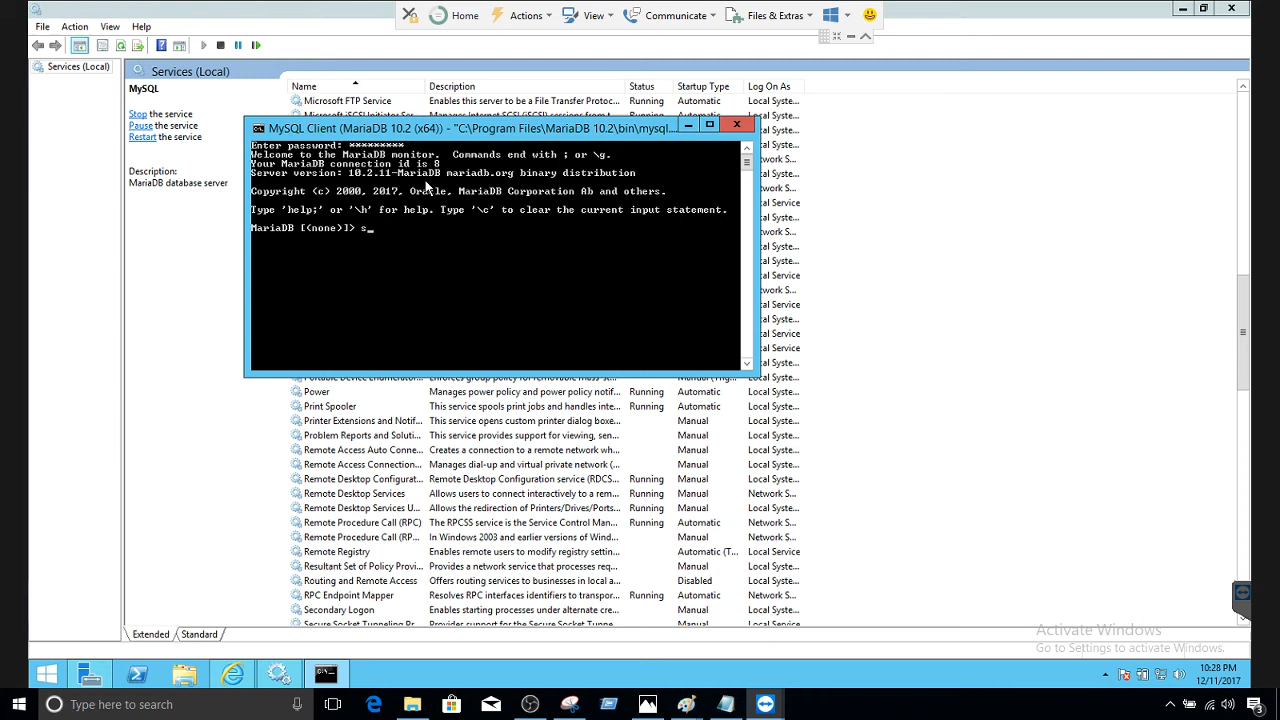 Home
Actions
View
Communicate
Files & Extras
File
Action
View
Help
Services (Local)
Services (Local)
MySQL
Stop the service
Pause the service
Restart the service
Description:
MariaDB database server
Name Description Status Startup Type Log On As
Microsoft FTP Service Enables this server to be a File Transfer Protoc... Running Automatic Local Syste...
MySQL Client (MariaDB 10.2 (x64)) - "C:\Program Files\MariaDB 10.2\bin\mysql...
Enter password: *********
Welcome to the MariaDB monitor.  Commands end with ; or \g.
Your MariaDB connection id is 8
Server version: 10.2.11-MariaDB mariadb.org binary distribution
Copyright (c) 2000, 2017, Oracle, MariaDB Corporation Ab and others.
Type 'help;' or '\h' for help. Type '\c' to clear the current input statement.
MariaDB [(none)]> s_
Power Manages power policy and power policy notif... Running Automatic Local Syste...
Print Spooler This service spools print jobs and handles inte... Running Automatic Local Syste...
Printer Extensions and Notif... This service opens custom printer dialog boxe... Manual Local Syste...
Problem Reports and Soluti... This service provides support for viewing, sen... Manual Local Syste...
Remote Access Auto Conne... Creates a connection to a remote network wh... Manual Local Syste...
Remote Access Connection... Manages dial-up and virtual private network (... Manual Local Syste...
Remote Desktop Configurat... Remote Desktop Configuration service (RDCS... Running Manual Local Syste...
Remote Desktop Services Allows users to connect interactively to a rem... Running Manual Network S...
Remote Desktop Services U... Allows the redirection of Printers/Drives/Ports... Running Manual Local Syste...
Remote Procedure Call (RPC) The RPCSS service is the Service Control Man... Running Automatic Network S...
Remote Procedure Call (RP... In Windows 2003 and earlier versions of Wind... Manual Network S...
Remote Registry Enables remote users to modify registry settin... Automatic (T... Local Service
Resultant Set of Policy Provi... Provides a network service that processes req... Manual Local Syste...
Routing and Remote Access Offers routing services to businesses in local a... Disabled Local Syste...
RPC Endpoint Mapper Resolves RPC interfaces identifiers to transpor... Running Automatic Network S...
Secondary Logon Enables starting processes under alternate cre... Manual Local Syste...
Extended Standard
Activate Windows
Go to Settings to activate Windows.
10:28 PM
12/11/2017
Type here to search
10:28 PM
12/11/2017